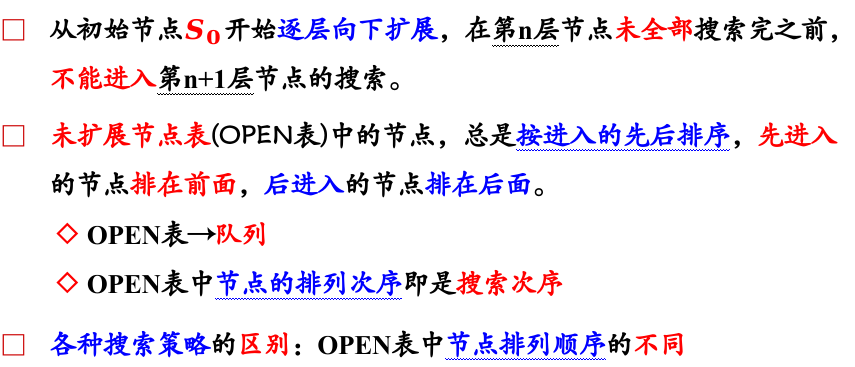 □ 从初始节点S₀开始逐层向下扩展，在第n层节点未全部搜索完之前，
不能进入第n+1层节点的搜索。
□ 未扩展节点表(OPEN表)中的节点，总是按进入的先后排序，先进入
的节点排在前面，后进入的节点排在后面。
◇ OPEN表→队列
◇ OPEN表中节点的排列次序即是搜索次序
□ 各种搜索策略的区别：OPEN表中节点排列顺序的不同